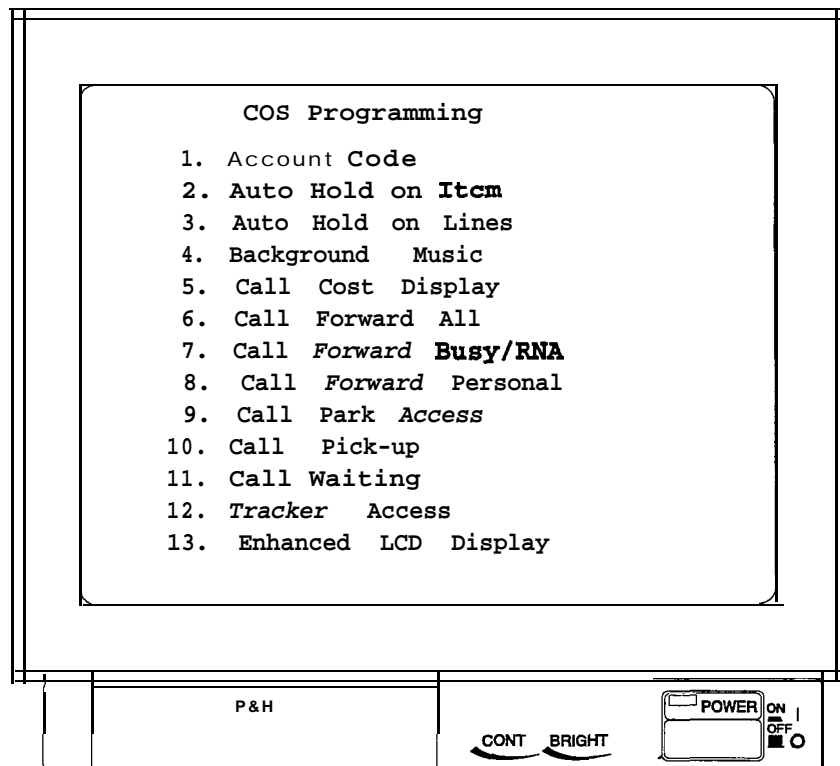 COS Programming
1. Account Code
2. Auto Hold on Itcm
3. Auto Hold on Lines
4. Background Music
5. Call Cost Display
6. Call Forward All
7. Call Forward Busy/RNA
8. Call Forward Personal
9. Call Park Access
10. Call Pick-up
11. Call Waiting
12. Tracker Access
13. Enhanced LCD Display
P&H
CONT BRIGHT
POWER ON
OFF